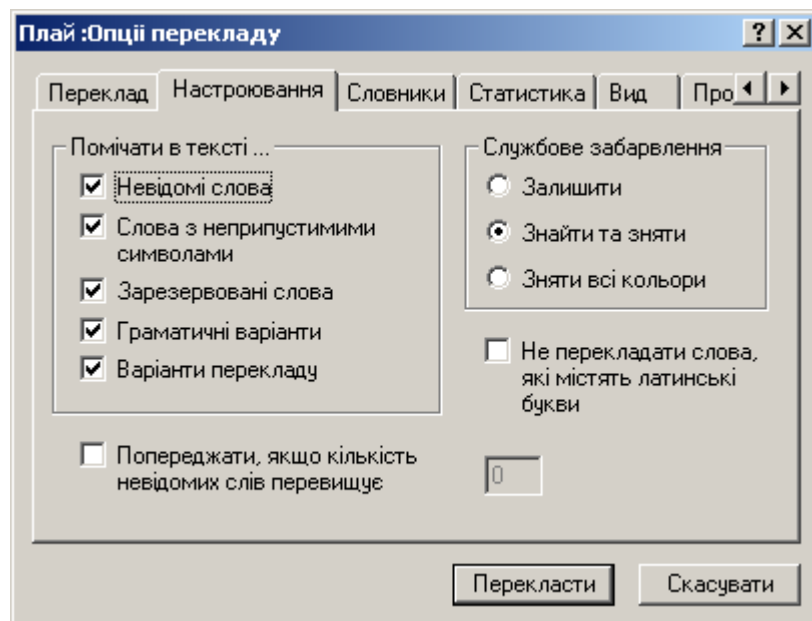 Плай :Опції перекладу
Переклад Настроювання Словники Статистика Вид Про
Помічати в тексті ...
Невідомі слова
Слова з неприпустимими
символами
Зарезервовані слова
Граматичні варіанти
Варіанти перекладу
Попереджати, якщо кількість
невідомих слів перевищує
Службове забарвлення
Залишити
Знайти та зняти
Зняти всі кольори
Не перекладати слова,
які містять латинські
букви
0
Перекласти Скасувати